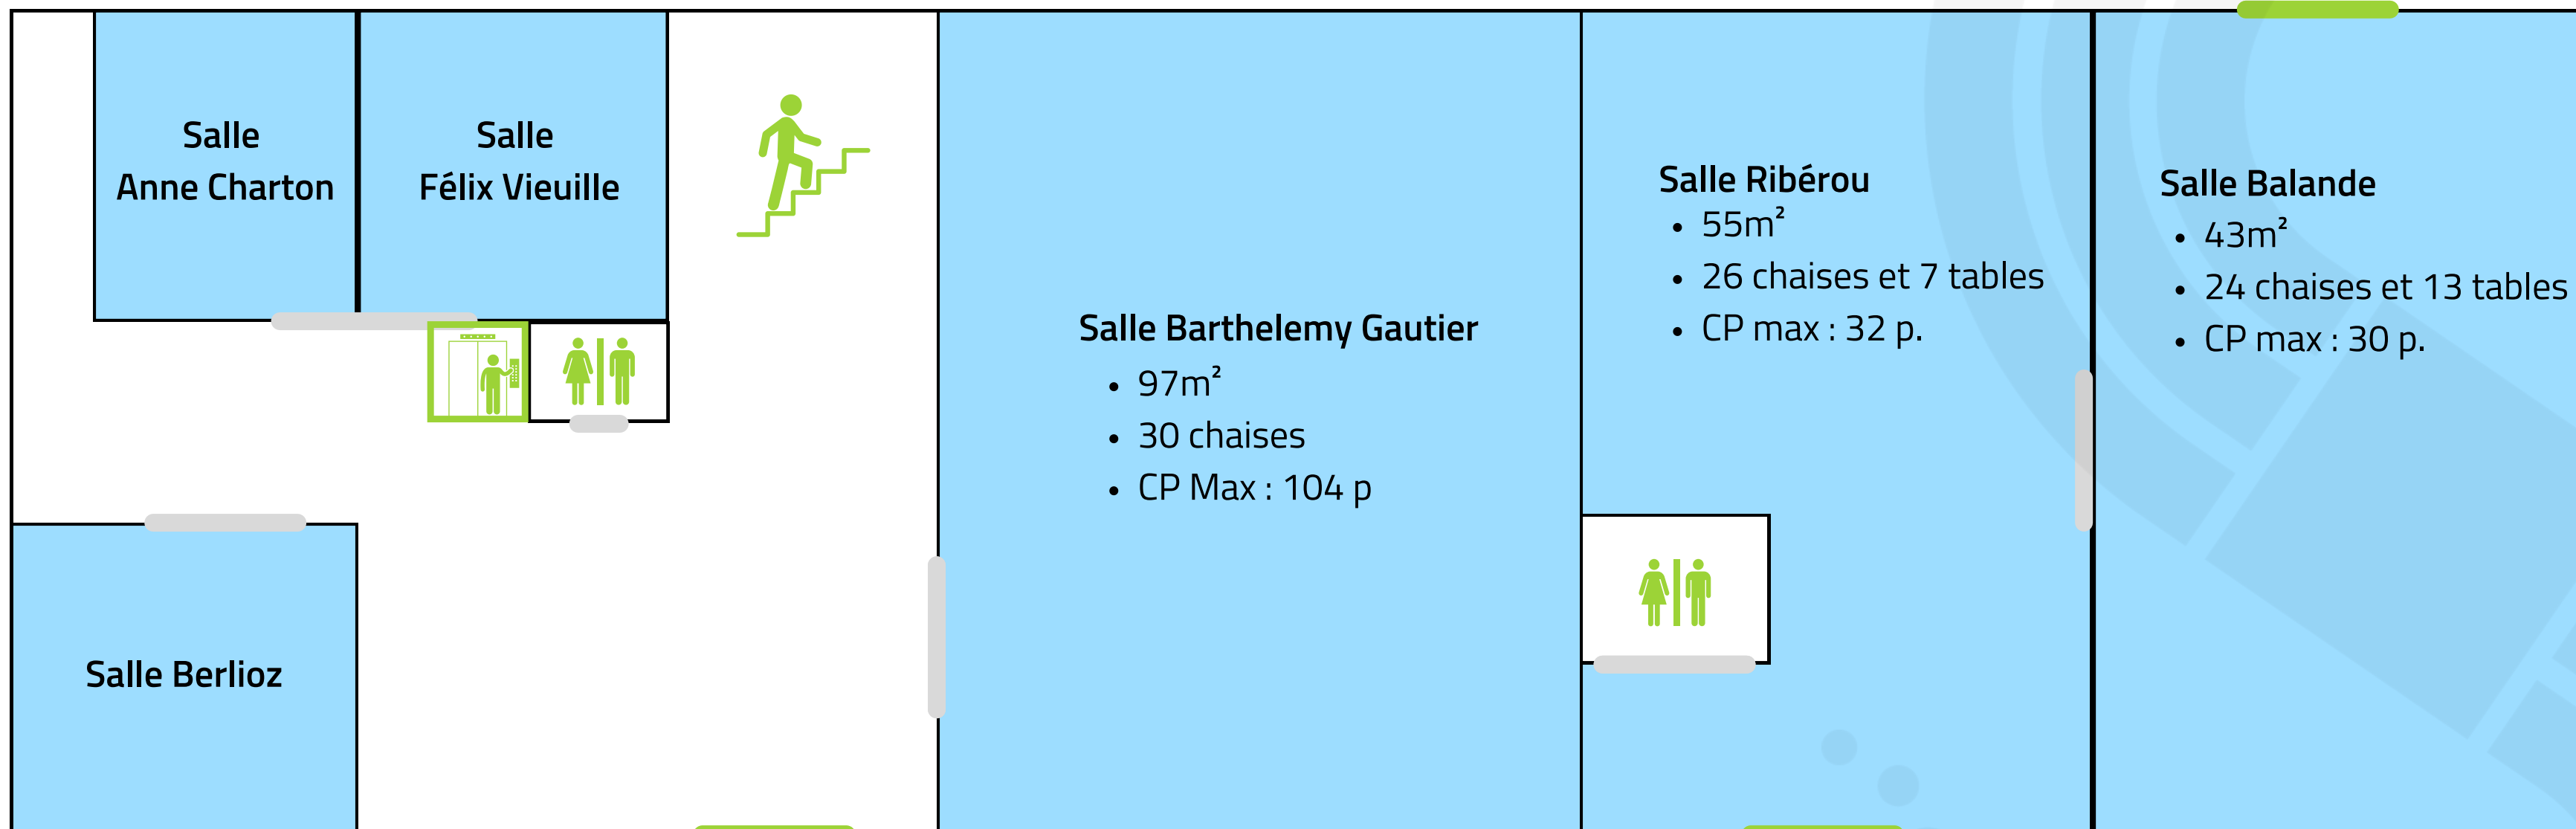 Salle
Anne Charton
Salle
Félix Vieuille
Salle Berlioz
Salle Barthelemy Gautier
• 97m²
• 30 chaises
• CP Max : 104 p
Salle Ribérou
• 55m²
• 26 chaises et 7 tables
• CP max : 32 p.
Salle Balande
• 43m²
• 24 chaises et 13 tables
• CP max : 30 p.